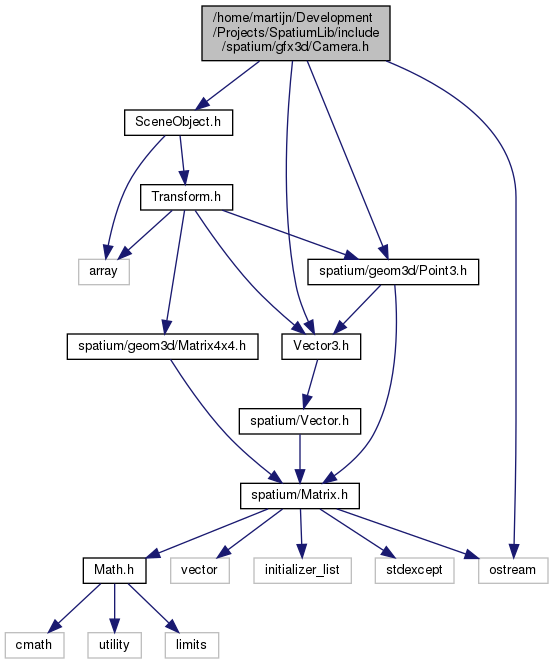 /home/martijn/Development
/Projects/SpatiumLib/include
/spatium/gfx3d/Camera.h
SceneObject.h
Transform.h
array
spatium/geom3d/Point3.h
spatium/geom3d/Matrix4x4.h
Vector3.h
spatium/Vector.h
spatium/Matrix.h
Math.h
vector
initializer_list
stdexcept
ostream
cmath
utility
limits